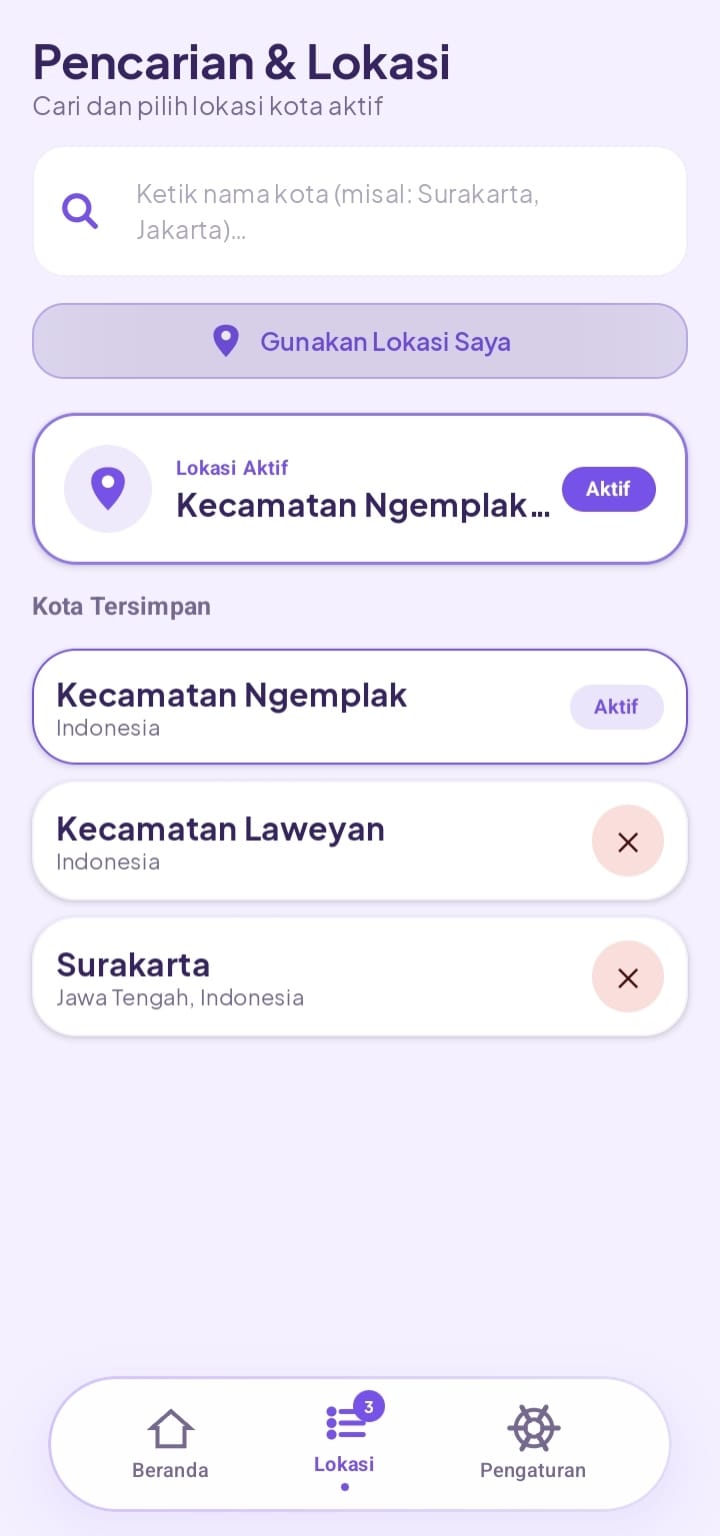 Pencarian & Lokasi
Cari dan pilih lokasi kota aktif
Ketik nama kota (misal: Surakarta,
Jakarta)...
Gunakan Lokasi Saya
Lokasi Aktif
Kecamatan Ngemplak...
Aktif
Kota Tersimpan
Kecamatan Ngemplak
Indonesia
Aktif
Kecamatan Laweyan
Indonesia
Surakarta
Jawa Tengah, Indonesia
3
Beranda
Lokasi
Pengaturan